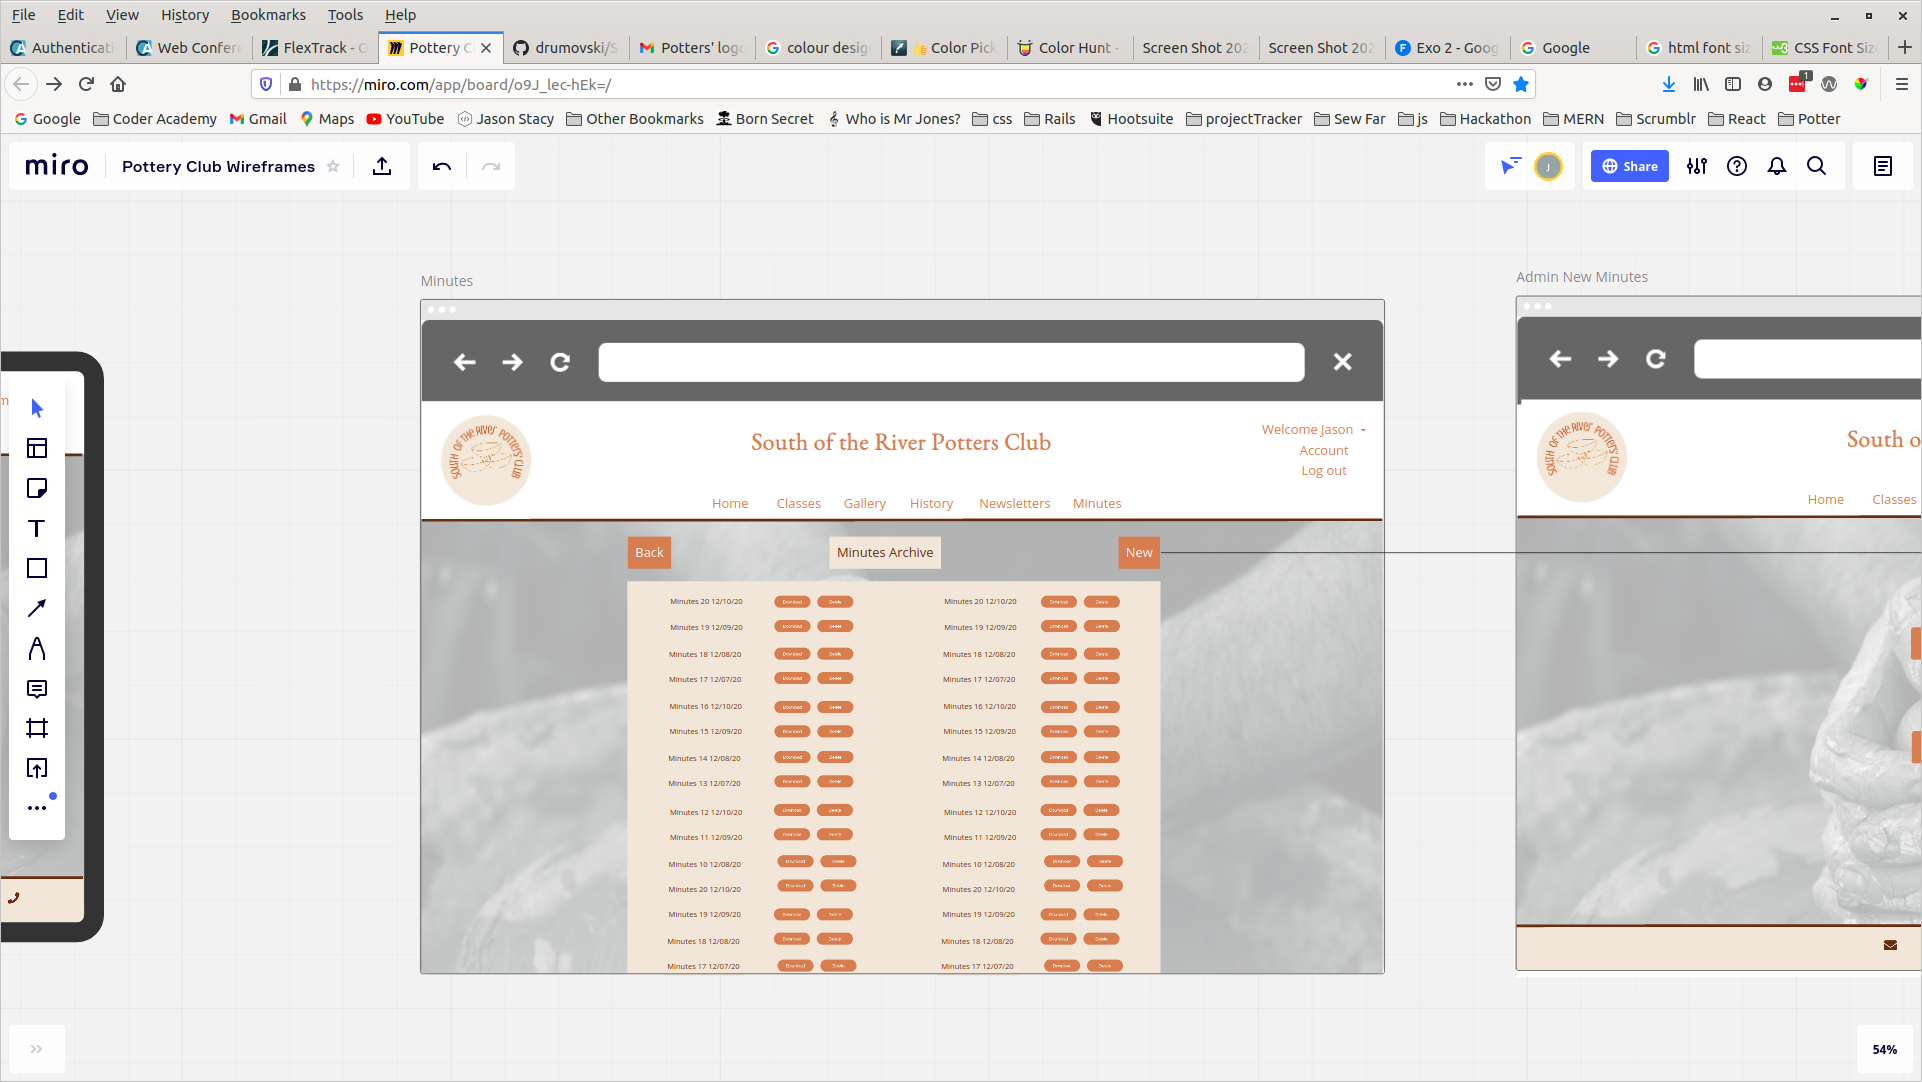 File Edit View History Bookmarks Tools Help
Authenticati Web Confere FlexTrack - C Pottery C drumovski/S Potters' logo colour desig Color Pick Color Hunt - Screen Shot 202 Screen Shot 202 Exo 2 - Goog Google html font siz CSS Font Siz
https://miro.com/app/board/o9J_lec-hEk=/
1
Google Coder Academy Gmail Maps YouTube Jason Stacy Other Bookmarks Born Secret Who is Mr Jones? css Rails Hootsuite projectTracker Sew Far js Hackathon MERN Scrumblr React Potter
miro Pottery Club Wireframes J Share
Minutes
Admin New Minutes
SOUTH OF THE RIVER POTTERS' CLUB
South of the River Potters Club
Welcome Jason
Account
Log out
Home Classes Gallery History Newsletters Minutes
SOUTH OF THE RIVER POTTERS' CLUB
South o
Home Classes
m
Back Minutes Archive New
Minutes 20 12/10/20 Download Delete Minutes 20 12/10/20 Download Delete
Minutes 19 12/09/20 Download Delete Minutes 19 12/09/20 Download Delete
Minutes 18 12/08/20 Download Delete Minutes 18 12/08/20 Download Delete
Minutes 17 12/07/20 Download Delete Minutes 17 12/07/20 Download Delete
Minutes 16 12/10/20 Download Delete Minutes 16 12/10/20 Download Delete
Minutes 15 12/09/20 Download Delete Minutes 15 12/09/20 Download Delete
Minutes 14 12/08/20 Download Delete Minutes 14 12/08/20 Download Delete
Minutes 13 12/07/20 Download Delete Minutes 13 12/07/20 Download Delete
Minutes 12 12/10/20 Download Delete Minutes 12 12/10/20 Download Delete
Minutes 11 12/09/20 Download Delete Minutes 11 12/09/20 Download Delete
Minutes 10 12/08/20 Download Delete Minutes 10 12/08/20 Download Delete
Minutes 20 12/10/20 Download Delete Minutes 20 12/10/20 Download Delete
Minutes 19 12/09/20 Download Delete Minutes 19 12/09/20 Download Delete
Minutes 18 12/08/20 Download Delete Minutes 18 12/08/20 Download Delete
Minutes 17 12/07/20 Download Delete Minutes 17 12/07/20 Download Delete
54%